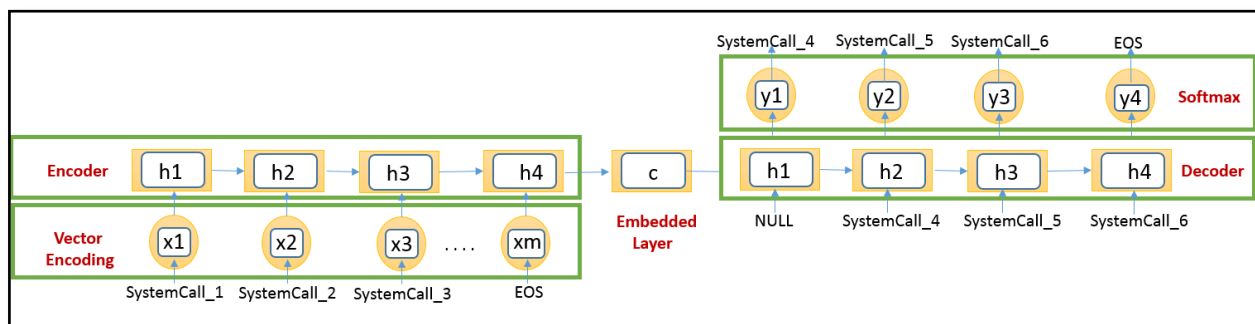 SystemCall_4 SystemCall_5 SystemCall_6 EOS
y1 y2 y3 y4 Softmax
Encoder h1 h2 h3 h4 c h1 h2 h3 h4 Decoder
Embedded
Layer
NULL SystemCall_4 SystemCall_5 SystemCall_6
Vector
Encoding
x1 x2 x3 .... xm
SystemCall_1 SystemCall_2 SystemCall_3 EOS